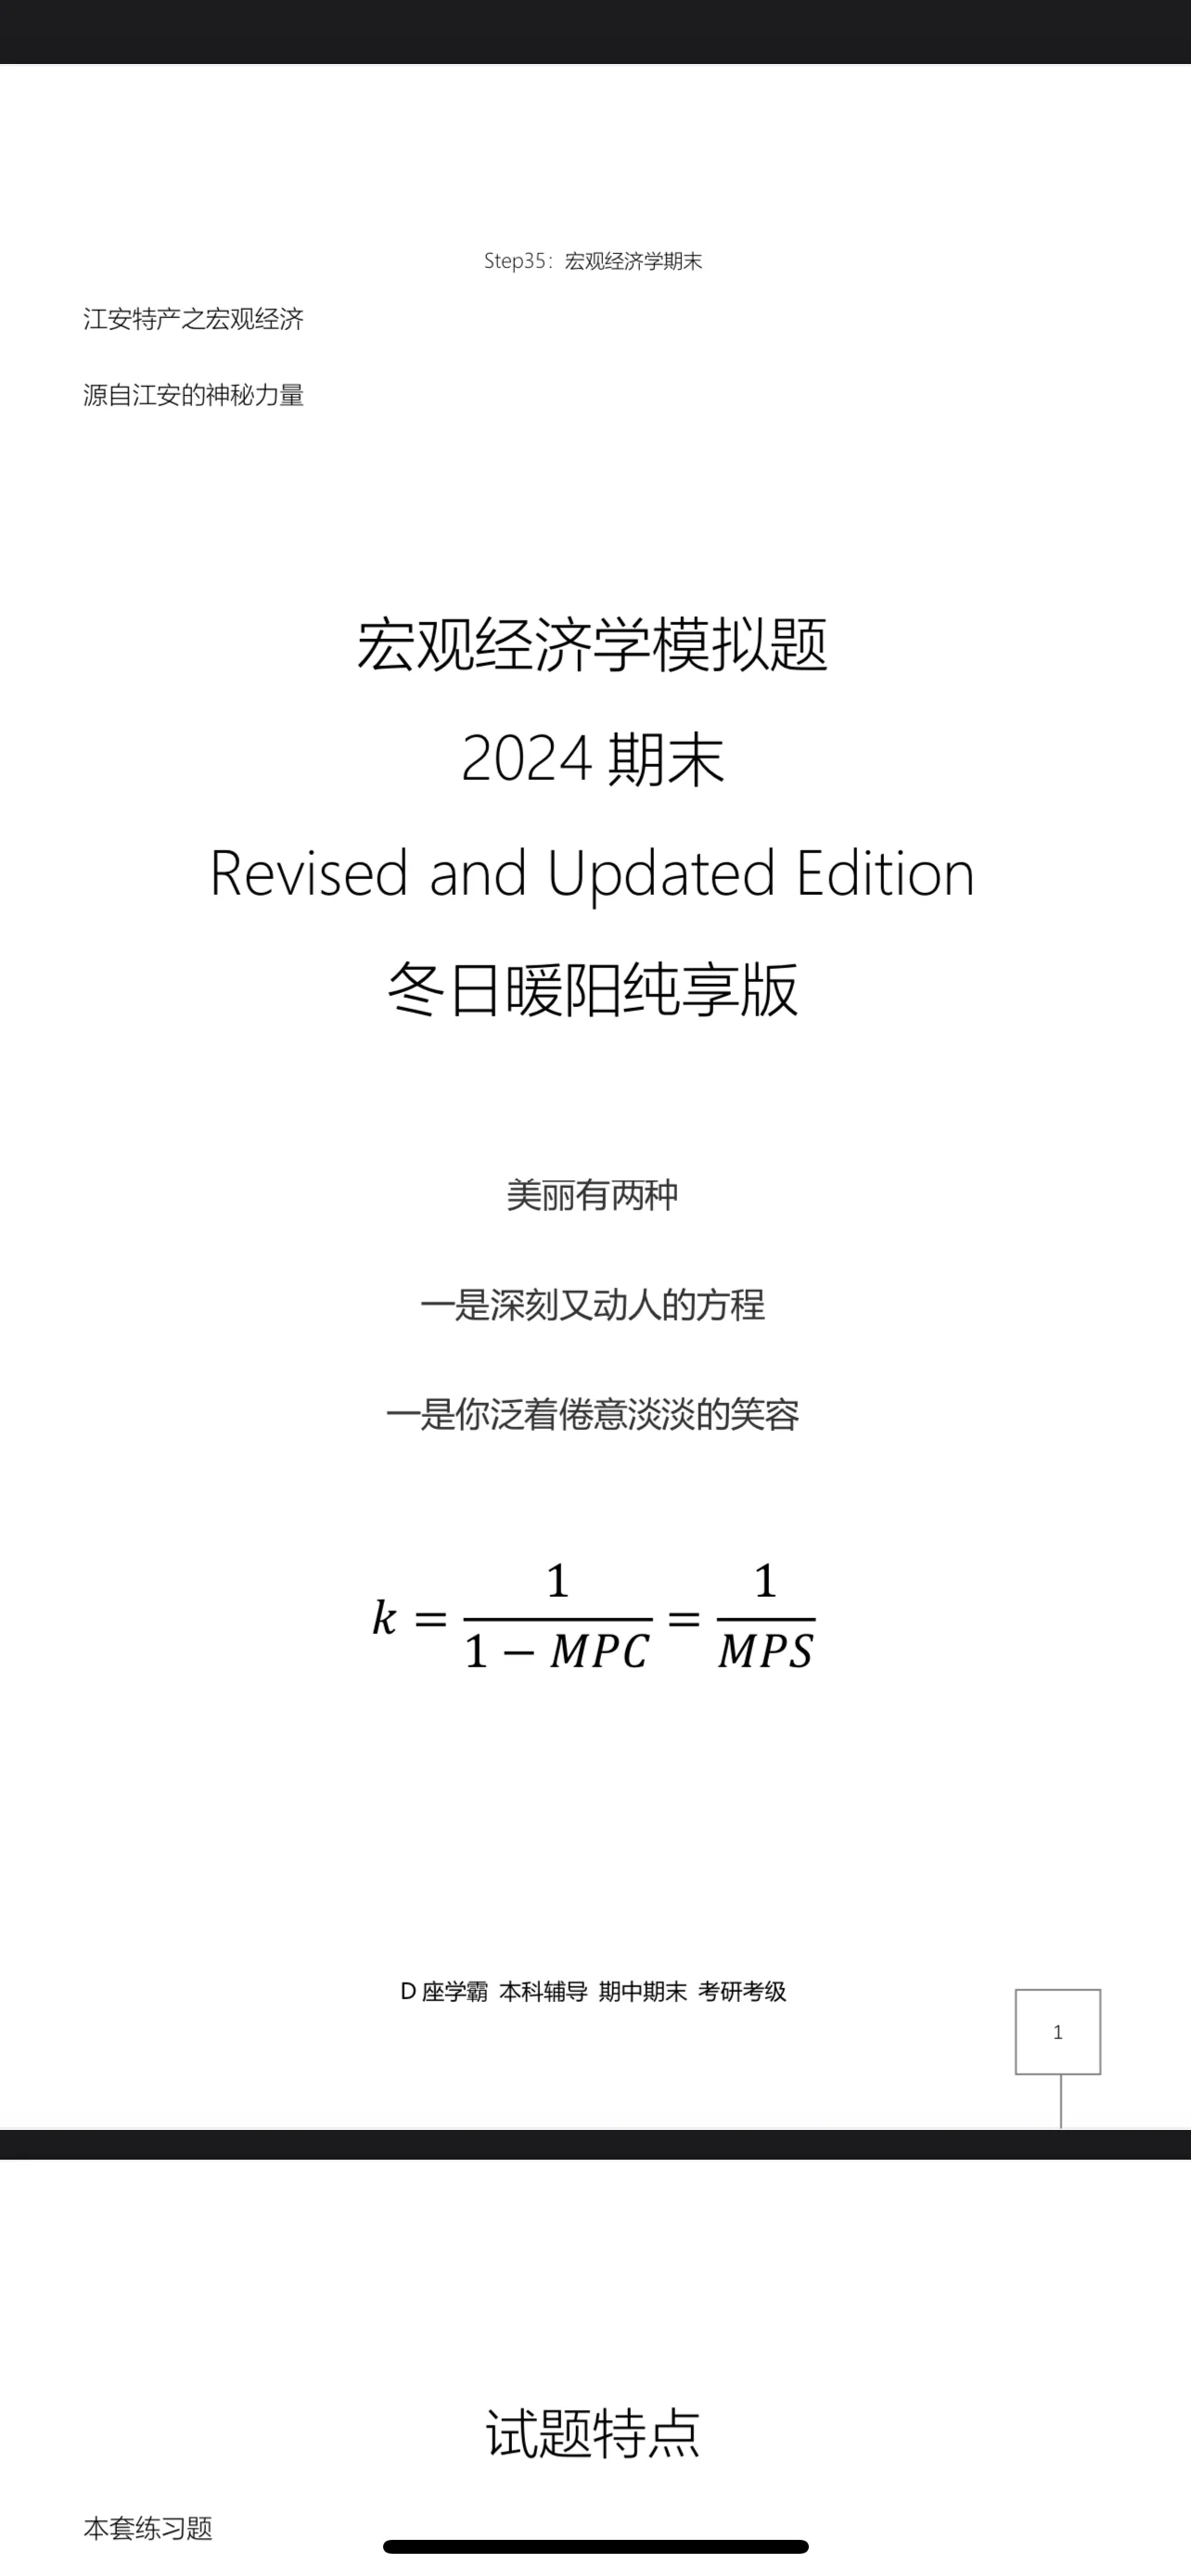 Step35：宏观经济学期末
江安特产之宏观经济
源自江安的神秘力量
宏观经济学模拟题
2024 期末
Revised and Updated Edition
冬日暖阳纯享版
美丽有两种
一是深刻又动人的方程
一是你泛着倦意淡淡的笑容
k = 1/(1 − MPC) = 1/MPS
D 座学霸 本科辅导 期中期末 考研考级
1
试题特点
本套练习题